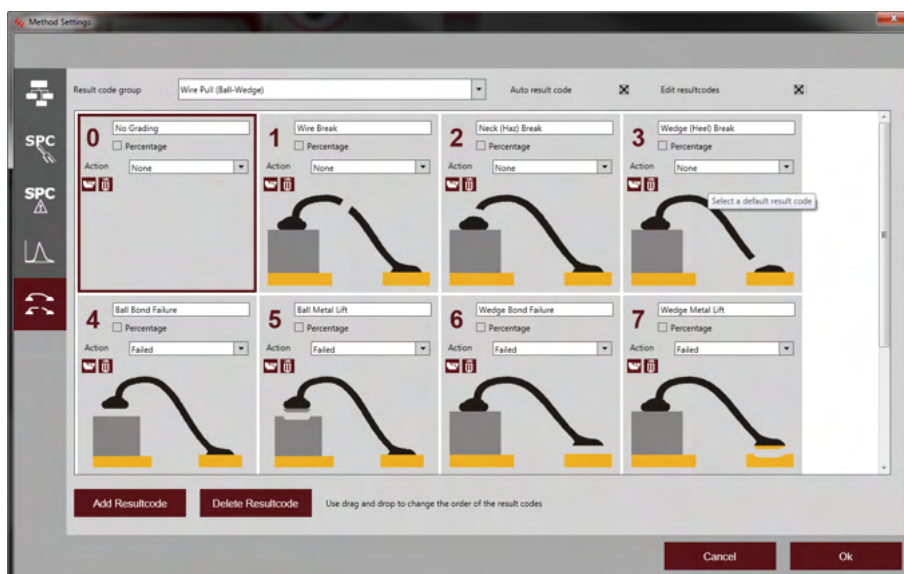 Method Settings
Result code group
Wire Pull (Ball-Wedge)
Auto result code
Edit resultcodes
0
No Grading
Percentage
Action
None
1
Wire Break
Percentage
Action
None
2
Neck (Haz) Break
Percentage
Action
None
3
Wedge (Heel) Break
Percentage
Action
None
Select a default result code
SPC
SPC
4
Ball Bond Failure
Percentage
Action
Failed
5
Ball Metal Lift
Percentage
Action
Failed
6
Wedge Bond Failure
Percentage
Action
Failed
7
Wedge Metal Lift
Percentage
Action
Failed
Add Resultcode
Delete Resultcode
Use drag and drop to change the order of the result codes
Cancel
Ok